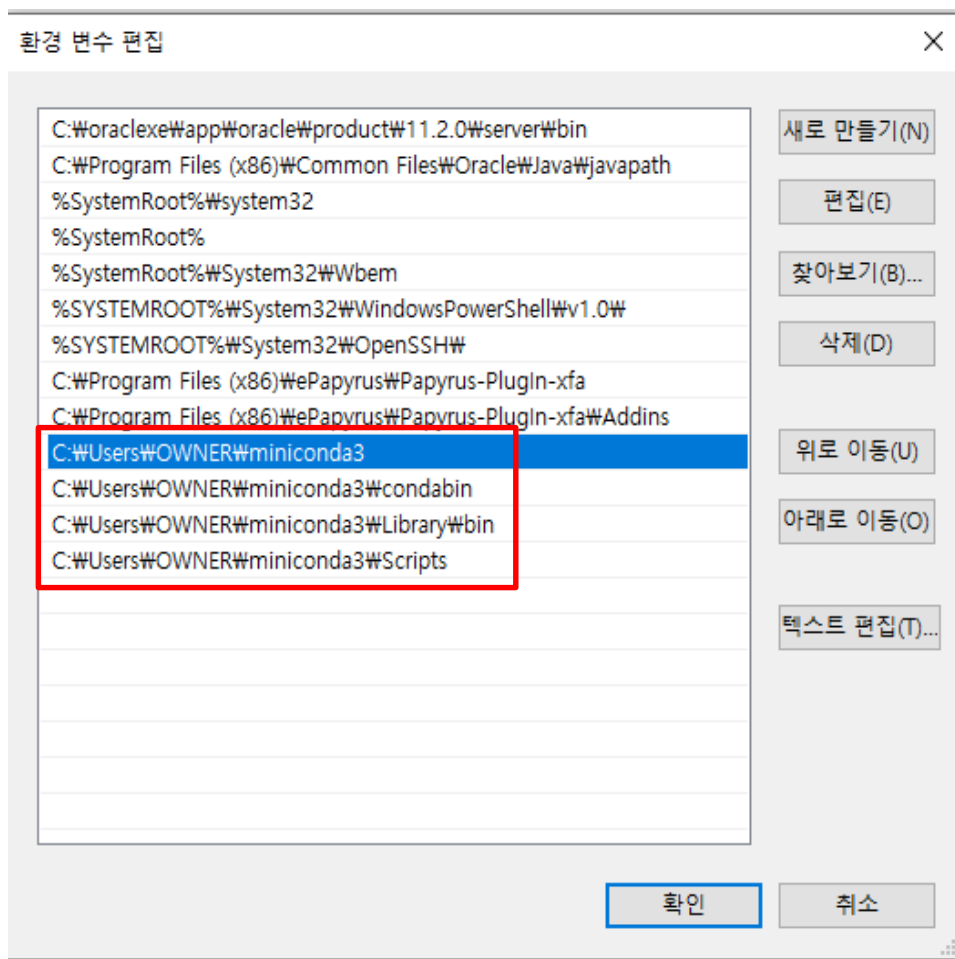 환경 변수 편집
C:₩oraclexe₩app₩oracle₩product₩11.2.0₩server₩bin
C:₩Program Files (x86)₩Common Files₩Oracle₩Java₩javapath
%SystemRoot%₩system32
%SystemRoot%
%SystemRoot%₩System32₩Wbem
%SYSTEMROOT%₩System32₩WindowsPowerShell₩v1.0₩
%SYSTEMROOT%₩System32₩OpenSSH₩
C:₩Program Files (x86)₩ePapyrus₩Papyrus-PlugIn-xfa
C:₩Program Files (x86)₩ePapyrus₩Papyrus-PlugIn-xfa₩Addins
C:₩Users₩OWNER₩miniconda3
C:₩Users₩OWNER₩miniconda3₩condabin
C:₩Users₩OWNER₩miniconda3₩Library₩bin
C:₩Users₩OWNER₩miniconda3₩Scripts
새로 만들기(N)
편집(E)
찾아보기(B)...
삭제(D)
위로 이동(U)
아래로 이동(O)
텍스트 편집(T)...
확인
취소